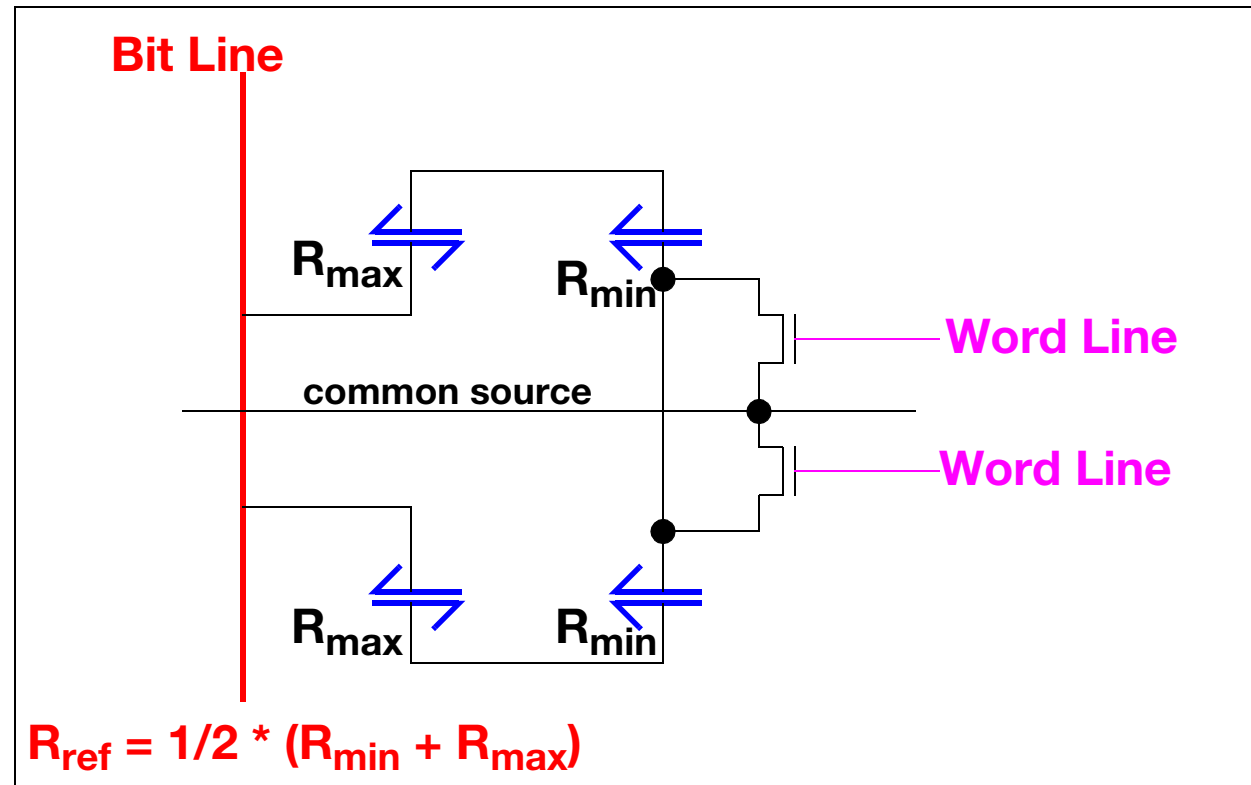 Bit Line
Rmax
Rmin
Word Line
common source
Word Line
Rmax
Rmin
Rref = 1/2 * (Rmin + Rmax)